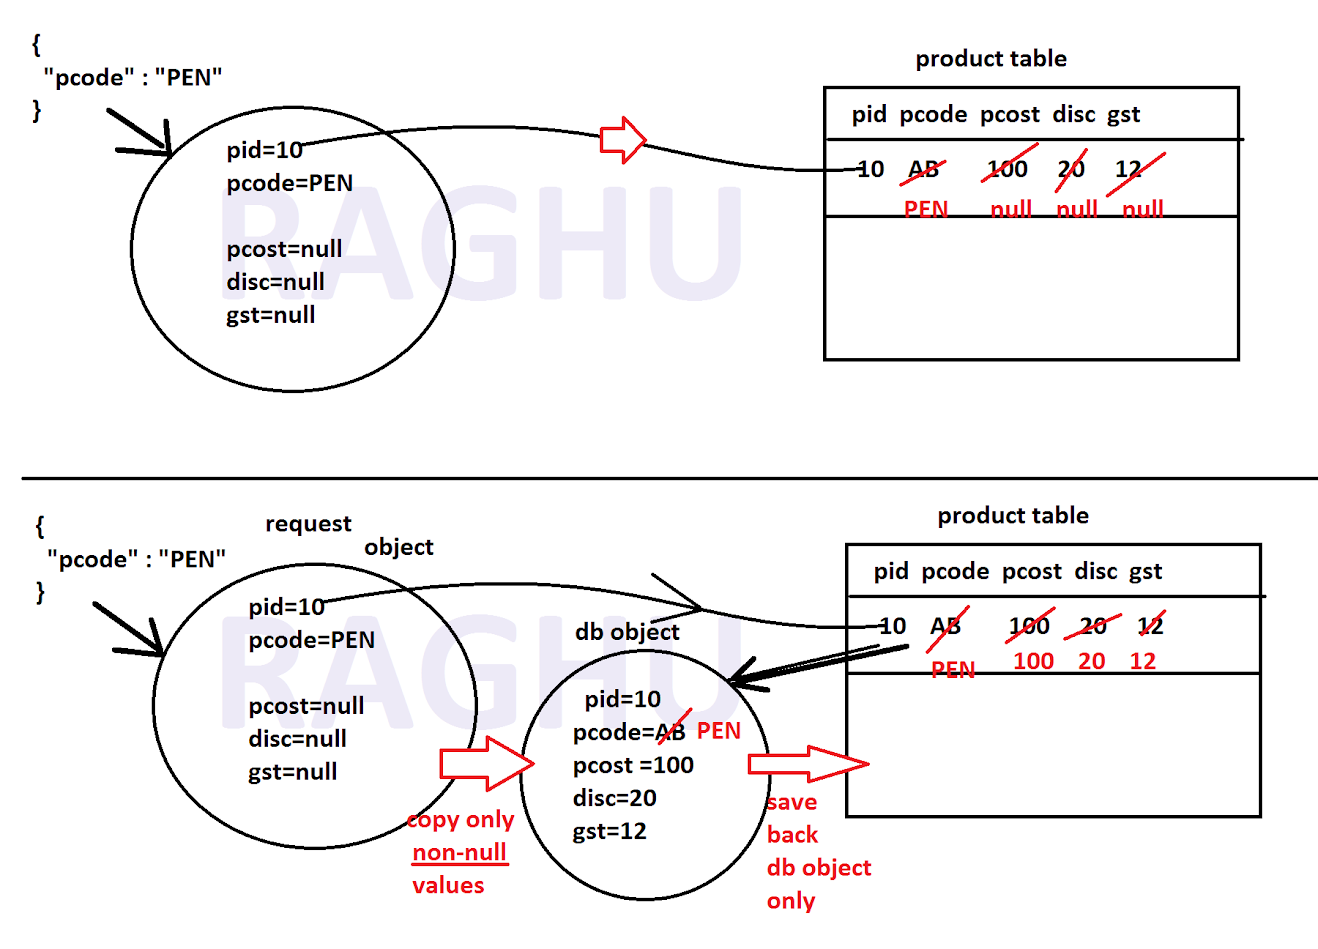 {
"pcode" : "PEN"
}
pid=10
pcode=PEN
pcost=null
disc=null
gst=null
RAGHU
product table
pid pcode pcost disc gst
10 AB 100 20 12
PEN null null null
{
"pcode" : "PEN"
}
request
object
pid=10
pcode=PEN
pcost=null
disc=null
gst=null
RAGHU
copy only
non-null
values
db object
pid=10
pcode=AB PEN
pcost =100
disc=20
gst=12
save
back
db object
only
product table
pid pcode pcost disc gst
10 AB 100 20 12
PEN 100 20 12